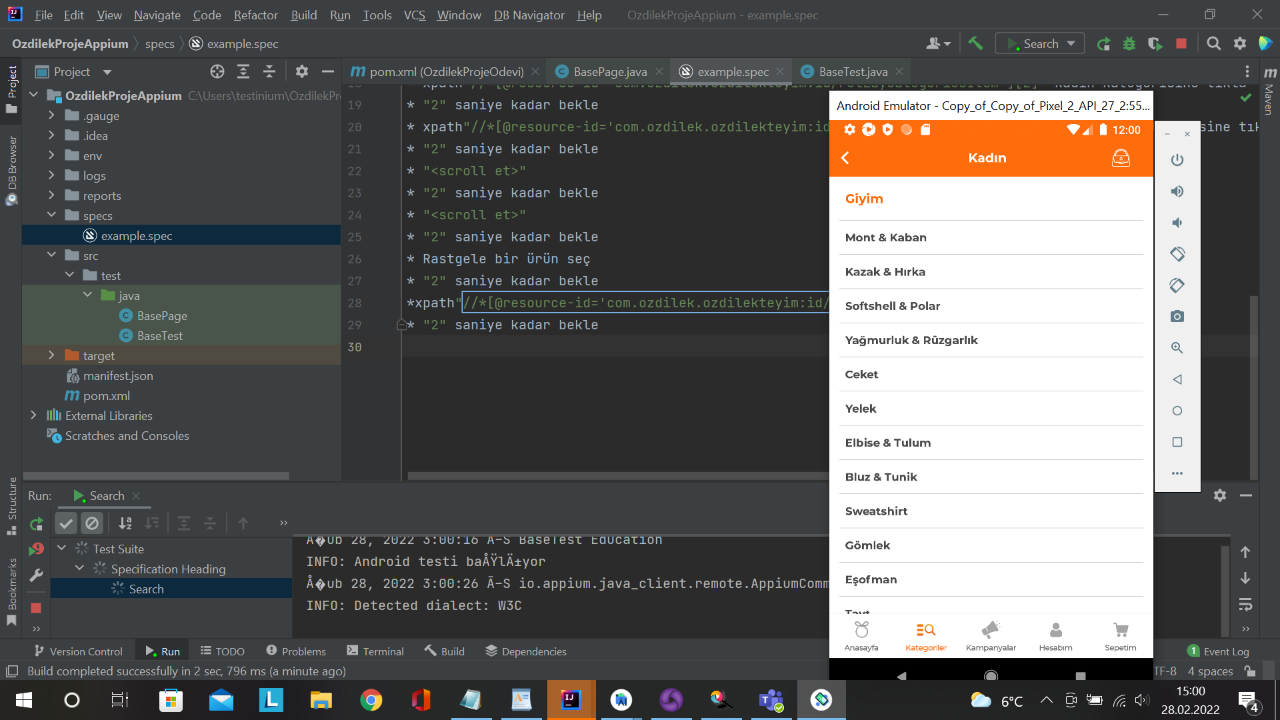 File Edit View Navigate Code Refactor Build Run Tools VCS Window DB Navigator Help OzdilekProjeAppium - example.spec
OzdilekProjeAppium specs example.spec
Search
Project
pom.xml (OzdilekProjeOdevi) BasePage.java example.spec BaseTest.java
Project
DB Browser
Structure
Bookmarks
Maven
OzdilekProjeAppium C:\Users\testinium\OzdilekProj
.gauge
.idea
env
logs
reports
specs
example.spec
src
test
java
BasePage
BaseTest
target
manifest.json
pom.xml
External Libraries
Scratches and Consoles
19 * "2" saniye kadar bekle
20 * xpath"//*[@resource-id='com.ozdilek.ozdilekteyim:id
21 * "2" saniye kadar bekle
22 * "<scroll et>"
23 * "2" saniye kadar bekle
24 * "<scroll et>"
25 * "2" saniye kadar bekle
26 * Rastgele bir ürün seç
27 * "2" saniye kadar bekle
28 *xpath"//*[@resource-id='com.ozdilek.ozdilekteyim:id/
29 * "2" saniye kadar bekle
30
Android Emulator - Copy_of_Copy_of_Pixel_2_API_27_2:55...
12:00
Kadın
Giyim
Mont & Kaban
Kazak & Hırka
Softshell & Polar
Yağmurluk & Rüzgarlık
Ceket
Yelek
Elbise & Tulum
Bluz & Tunik
Sweatshirt
Gömlek
Eşofman
Tayt
Anasayfa Kategoriler Kampanyalar Hesabım Sepetim
Run: Search
Test Suite
Specification Heading
Search
Å�ub 28, 2022 3:00:16 Ã-S BaseTest Education
INFO: Android testi baÅŸlÄ±yor
Å�ub 28, 2022 3:00:26 Ã-S io.appium.java_client.remote.AppiumComm
INFO: Detected dialect: W3C
Version Control Run TODO Problems Terminal Build Dependencies 1 Event Log
Build completed successfully in 2 sec, 796 ms (a minute ago) TF-8 4 spaces
L
6°C
15:00
28.02.2022
4